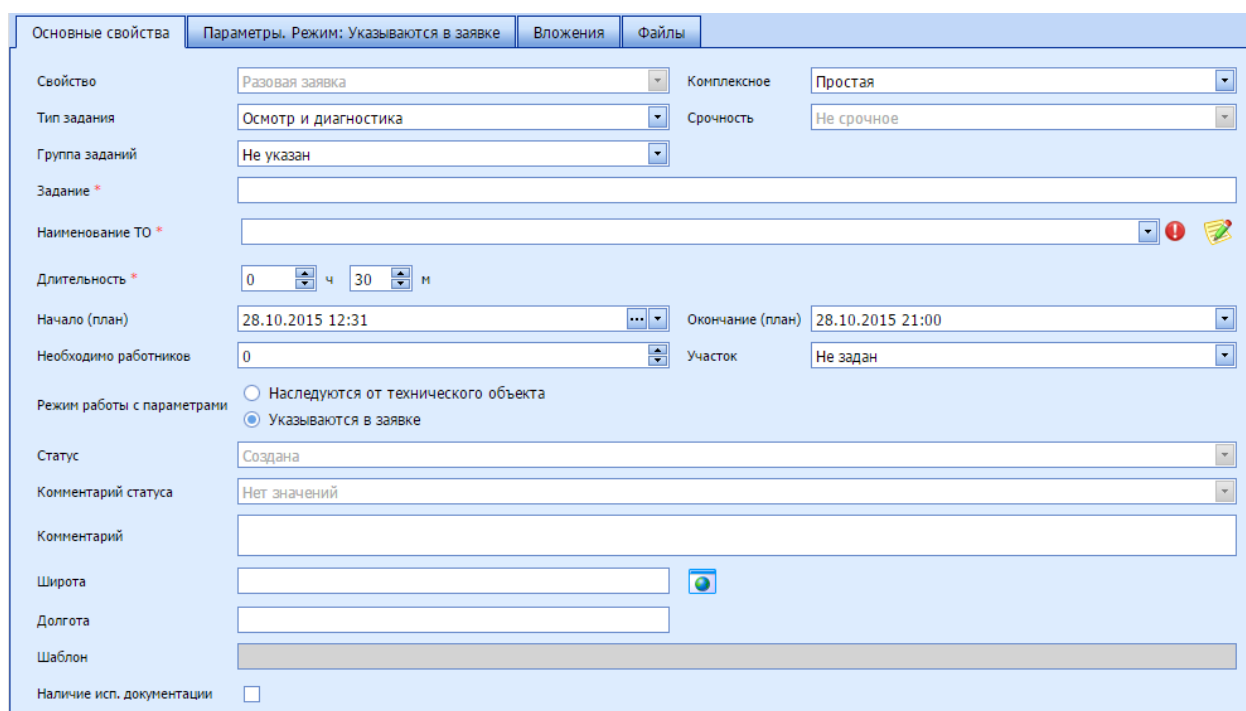 Основные свойства Параметры. Режим: Указываются в заявке Вложения Файлы
Свойство Разовая заявка Комплексное Простая
Тип задания Осмотр и диагностика Срочность Не срочное
Группа заданий Не указан
Задание *
Наименование ТО *
Длительность * 0 ч 30 м
Начало (план) 28.10.2015 12:31 Окончание (план) 28.10.2015 21:00
Необходимо работников 0 Участок Не задан
Режим работы с параметрами
Наследуются от технического объекта
Указываются в заявке
Статус Создана
Комментарий статуса Нет значений
Комментарий
Широта
Долгота
Шаблон
Наличие исп. документации